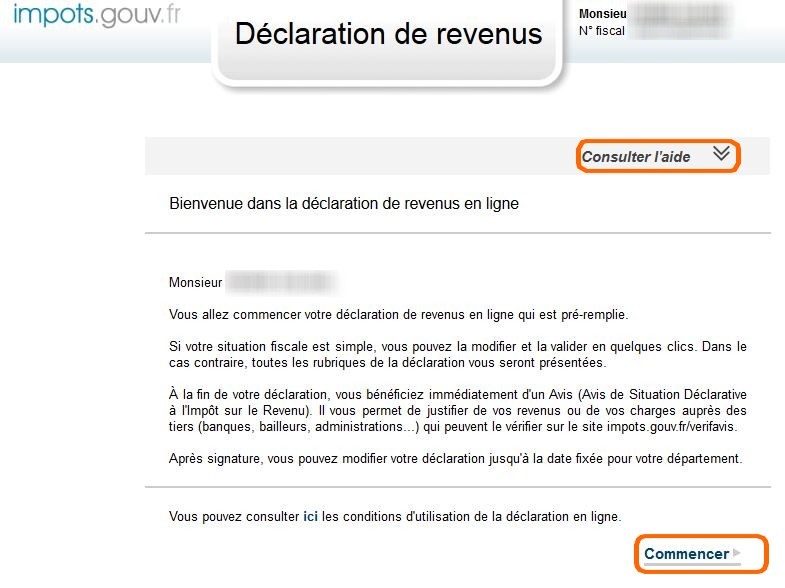 impots.gouv.fr
Déclaration de revenus
Monsieu
N° fiscal
Consulter l'aide
Bienvenue dans la déclaration de revenus en ligne
Monsieur
Vous allez commencer votre déclaration de revenus en ligne qui est pré-remplie.
Si votre situation fiscale est simple, vous pouvez la modifier et la valider en quelques clics. Dans le
cas contraire, toutes les rubriques de la déclaration vous seront présentées.
À la fin de votre déclaration, vous bénéficiez immédiatement d'un Avis (Avis de Situation Déclarative
à l'Impôt sur le Revenu). Il vous permet de justifier de vos revenus ou de vos charges auprès des
tiers (banques, bailleurs, administrations...) qui peuvent le vérifier sur le site impots.gouv.fr/verifavis.
Après signature, vous pouvez modifier votre déclaration jusqu'à la date fixée pour votre département.
Vous pouvez consulter ici les conditions d'utilisation de la déclaration en ligne.
Commencer